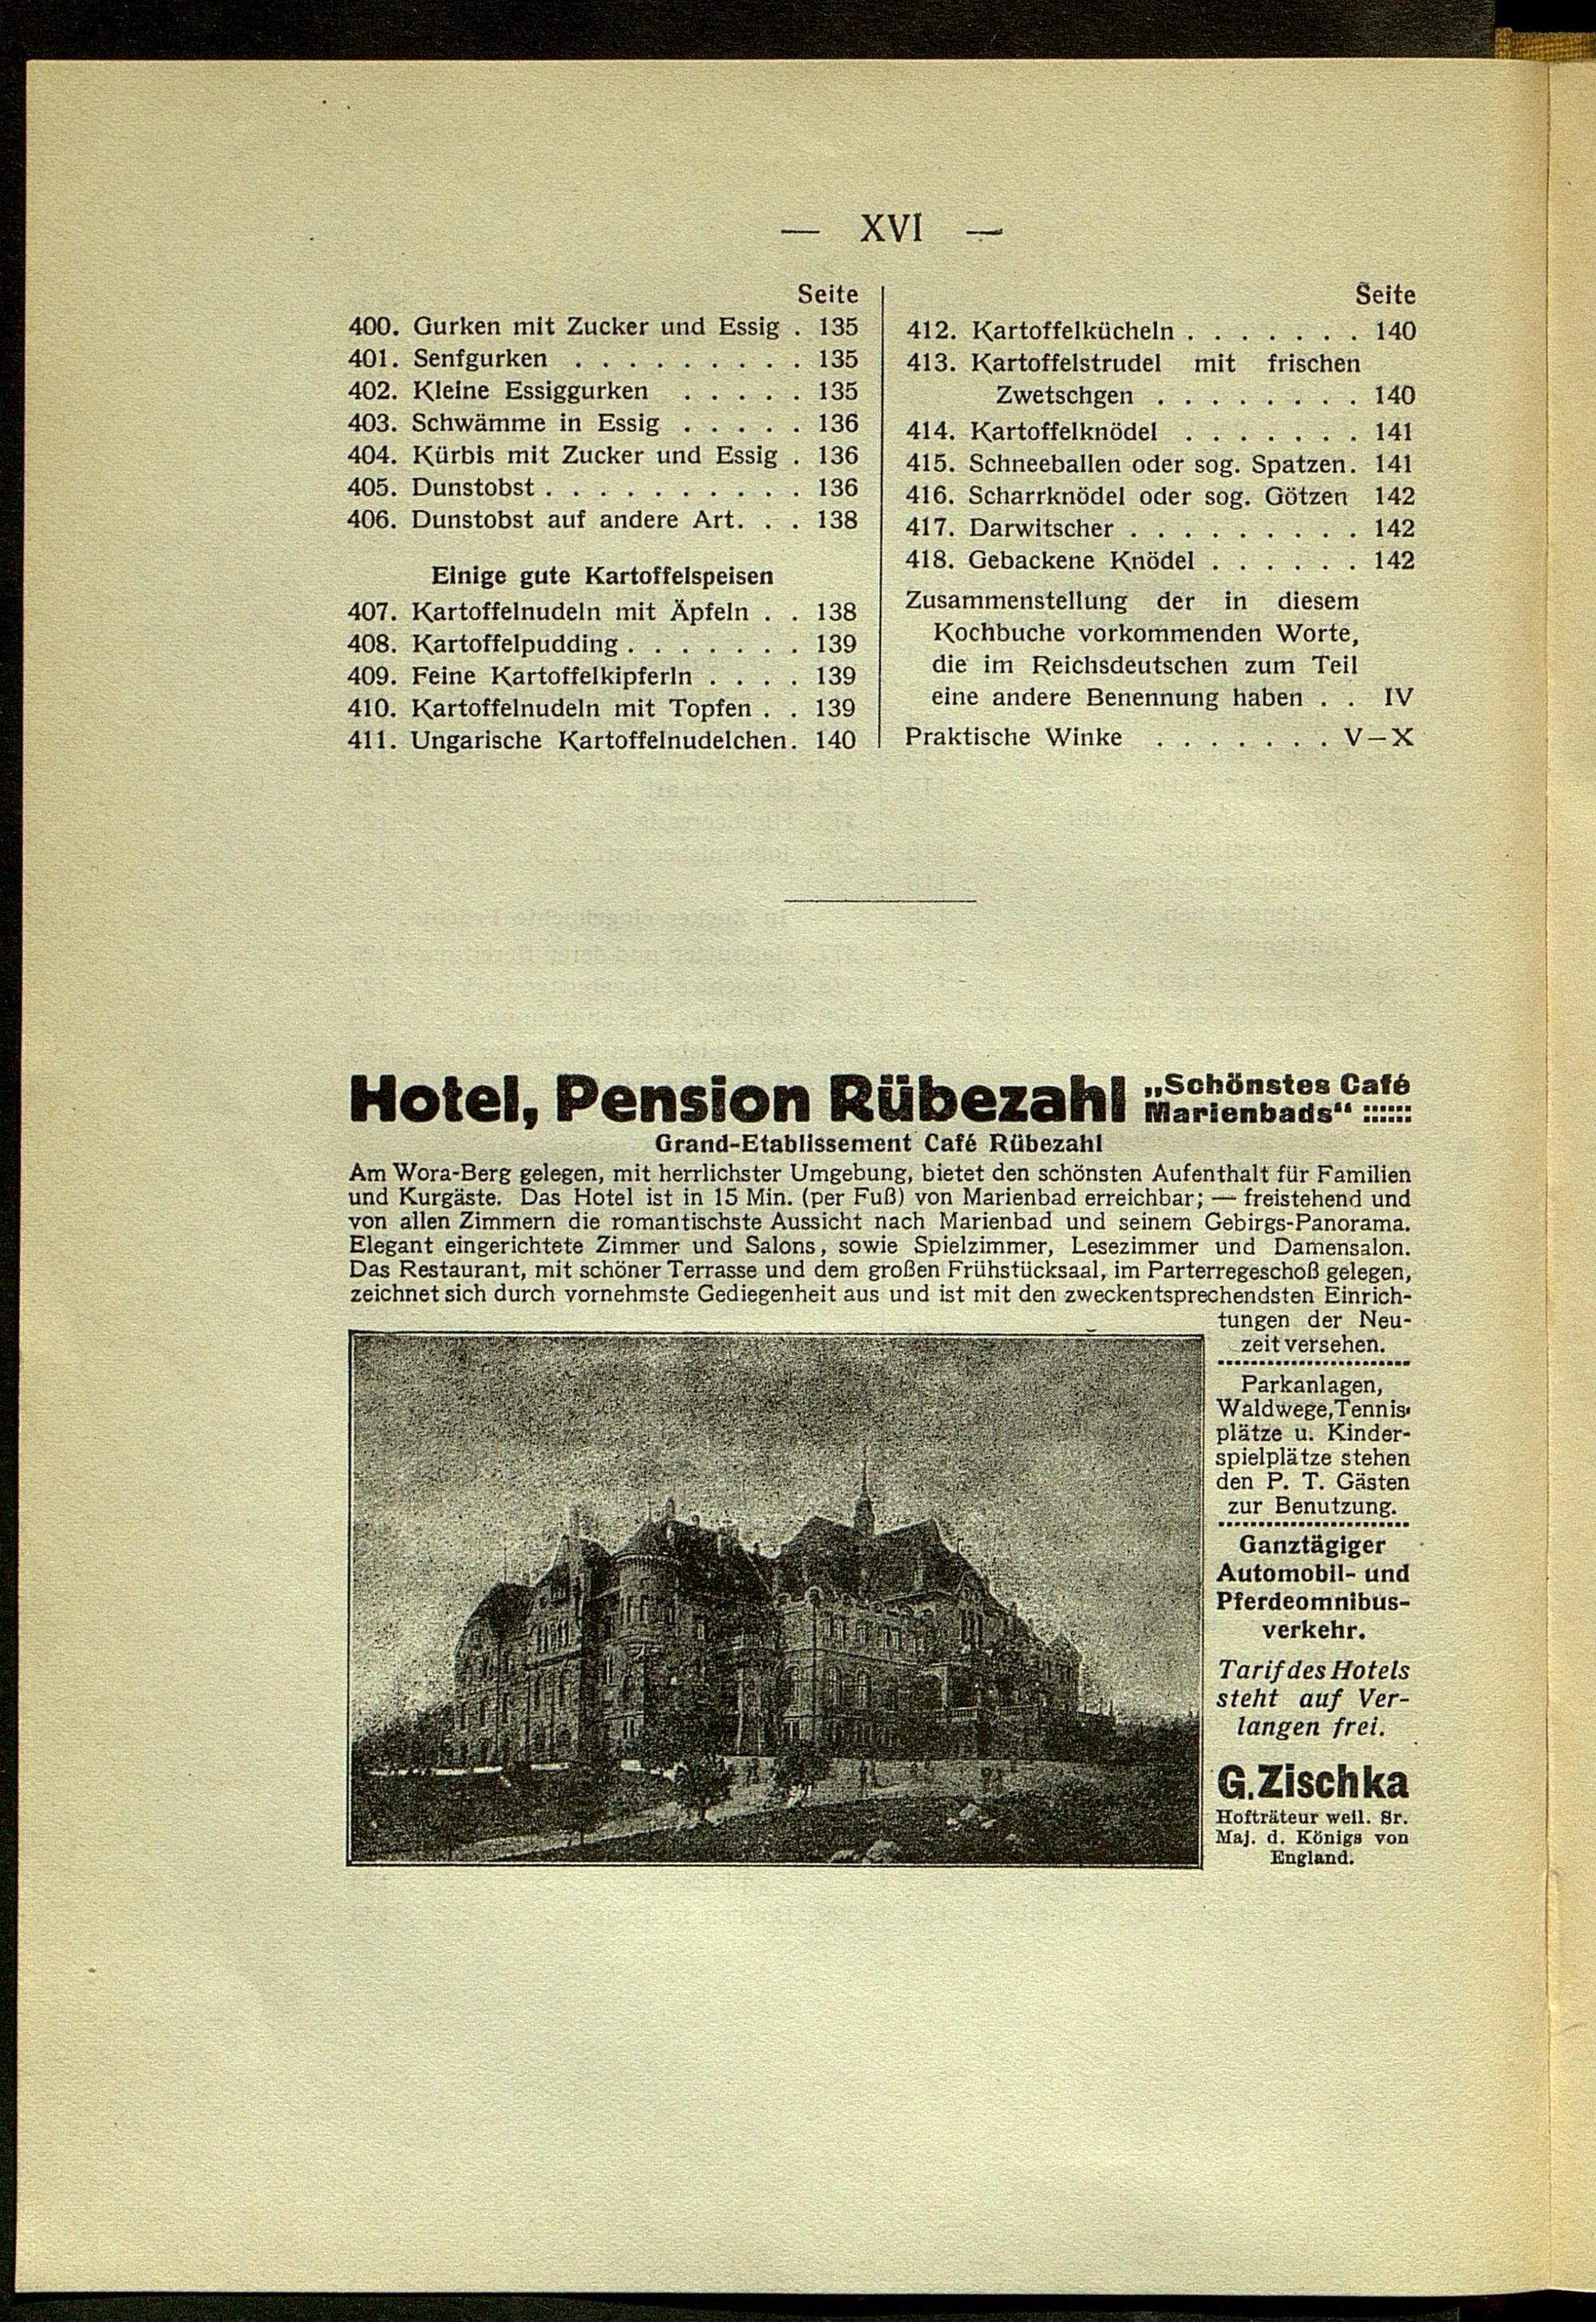 — XVI —
Seite
400. Gurken mit Zucker und Essig . 135
401. Senfgurken . . . . . . . . . 135
402. Kleine Essiggurken . . . . . 135
403. Schwämme in Essig . . . . . 136
404. Kürbis mit Zucker und Essig . 136
405. Dunstobst . . . . . . . . . . 136
406. Dunstobst auf andere Art. . . 138
Einige gute Kartoffelspeisen
407. Kartoffelnudeln mit Äpfeln . . 138
408. Kartoffelpudding . . . . . . . 139
409. Feine Kartoffelkipferln . . . . 139
410. Kartoffelnudeln mit Topfen . . 139
411. Ungarische Kartoffelnudelchen. 140
Seite
412. Kartoffelkücheln . . . . . . . 140
413. Kartoffelstrudel mit frischen
Zwetschgen . . . . . . . . 140
414. Kartoffelknödel . . . . . . . 141
415. Schneeballen oder sog. Spatzen. 141
416. Scharrknödel oder sog. Götzen 142
417. Darwitscher . . . . . . . . . 142
418. Gebackene Knödel . . . . . . 142
Zusammenstellung der in diesem
Kochbuche vorkommenden Worte,
die im Reichsdeutschen zum Teil
eine andere Benennung haben . . IV
Praktische Winke . . . . . . . V–X
Hotel, Pension Rübezahl „Schönstes Café
Marienbads“ ::::::
Grand-Etablissement Café Rübezahl
Am Wora-Berg gelegen, mit herrlichster Umgebung, bietet den schönsten Aufenthalt für Familien
und Kurgäste. Das Hotel ist in 15 Min. (per Fuß) von Marienbad erreichbar; — freistehend und
von allen Zimmern die romantischste Aussicht nach Marienbad und seinem Gebirgs-Panorama.
Elegant eingerichtete Zimmer und Salons, sowie Spielzimmer, Lesezimmer und Damensalon.
Das Restaurant, mit schöner Terrasse und dem großen Frühstücksaal, im Parterregeschoß gelegen,
zeichnet sich durch vornehmste Gediegenheit aus und ist mit den zweckentsprechendsten Einrich-
tungen der Neu-
zeit versehen.
Parkanlagen,
Waldwege, Tennis-
plätze u. Kinder-
spielplätze stehen
den P. T. Gästen
zur Benutzung.
Ganztägiger
Automobil- und
Pferdeomnibus-
verkehr.
Tarif des Hotels
steht auf Ver-
langen frei.
G. Zischka
Hofträteur weil. Sr.
Maj. d. Königs von
England.